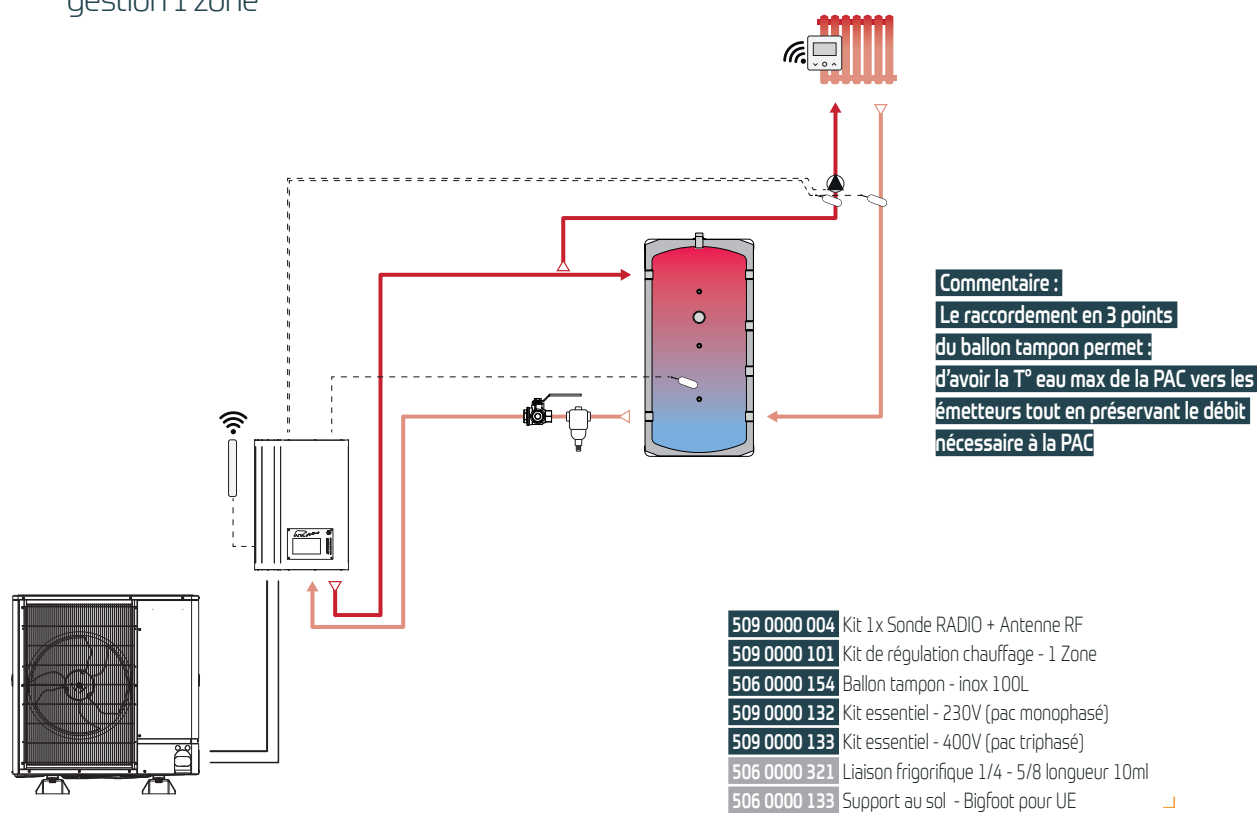 gestion 1 zone
Commentaire :
Le raccordement en 3 points
du ballon tampon permet :
d'avoir la T° eau max de la PAC vers les
émetteurs tout en préservant le débit
nécessaire à la PAC
509 0000 004 Kit 1x Sonde RADIO + Antenne RF
509 0000 101 Kit de régulation chauffage - 1 Zone
506 0000 154 Ballon tampon - inox 100L
509 0000 132 Kit essentiel - 230V (pac monophasé)
509 0000 133 Kit essentiel - 400V (pac triphasé)
506 0000 321 Liaison frigorifique 1/4 - 5/8 longueur 10ml
506 0000 133 Support au sol - Bigfoot pour UE